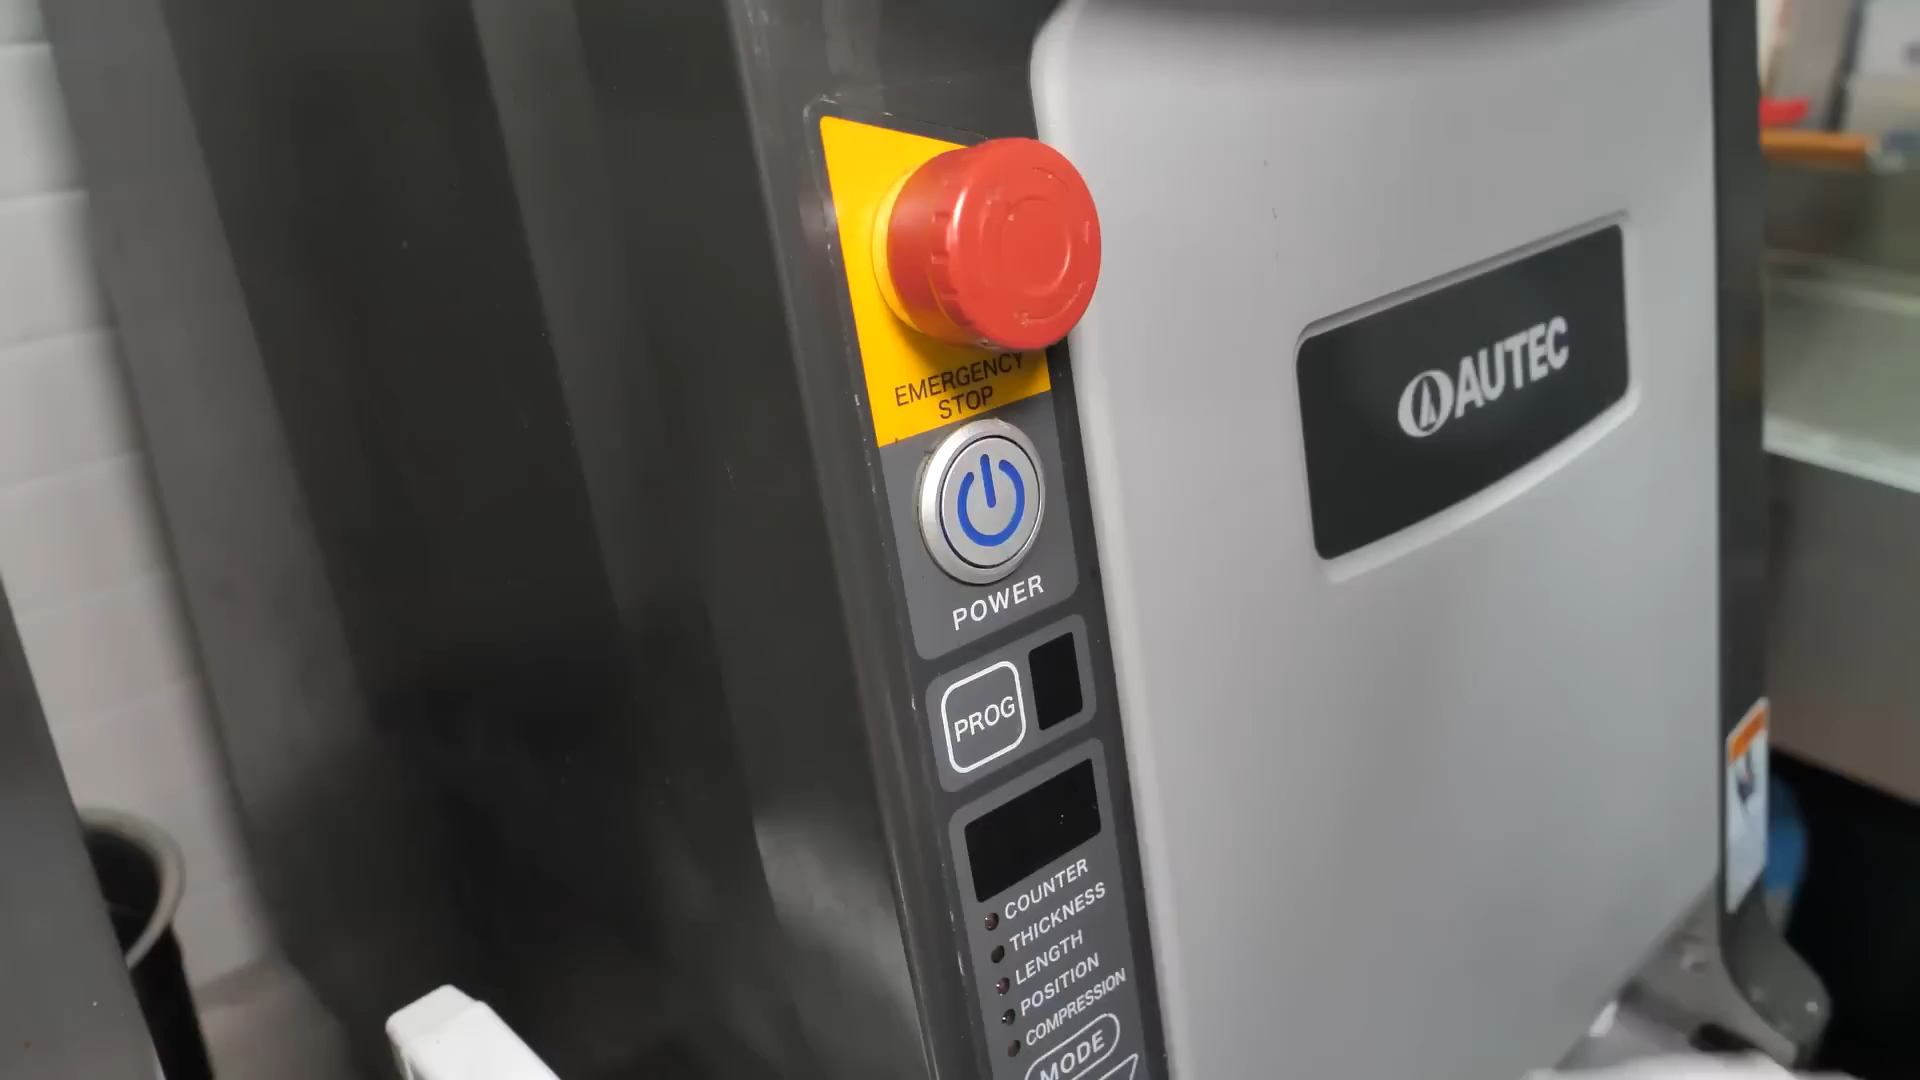 EMERGENCY
STOP
AUTEC
POWER
PROG
COUNTER
THICKNESS
LENGTH
POSITION
COMPRESSION
MODE